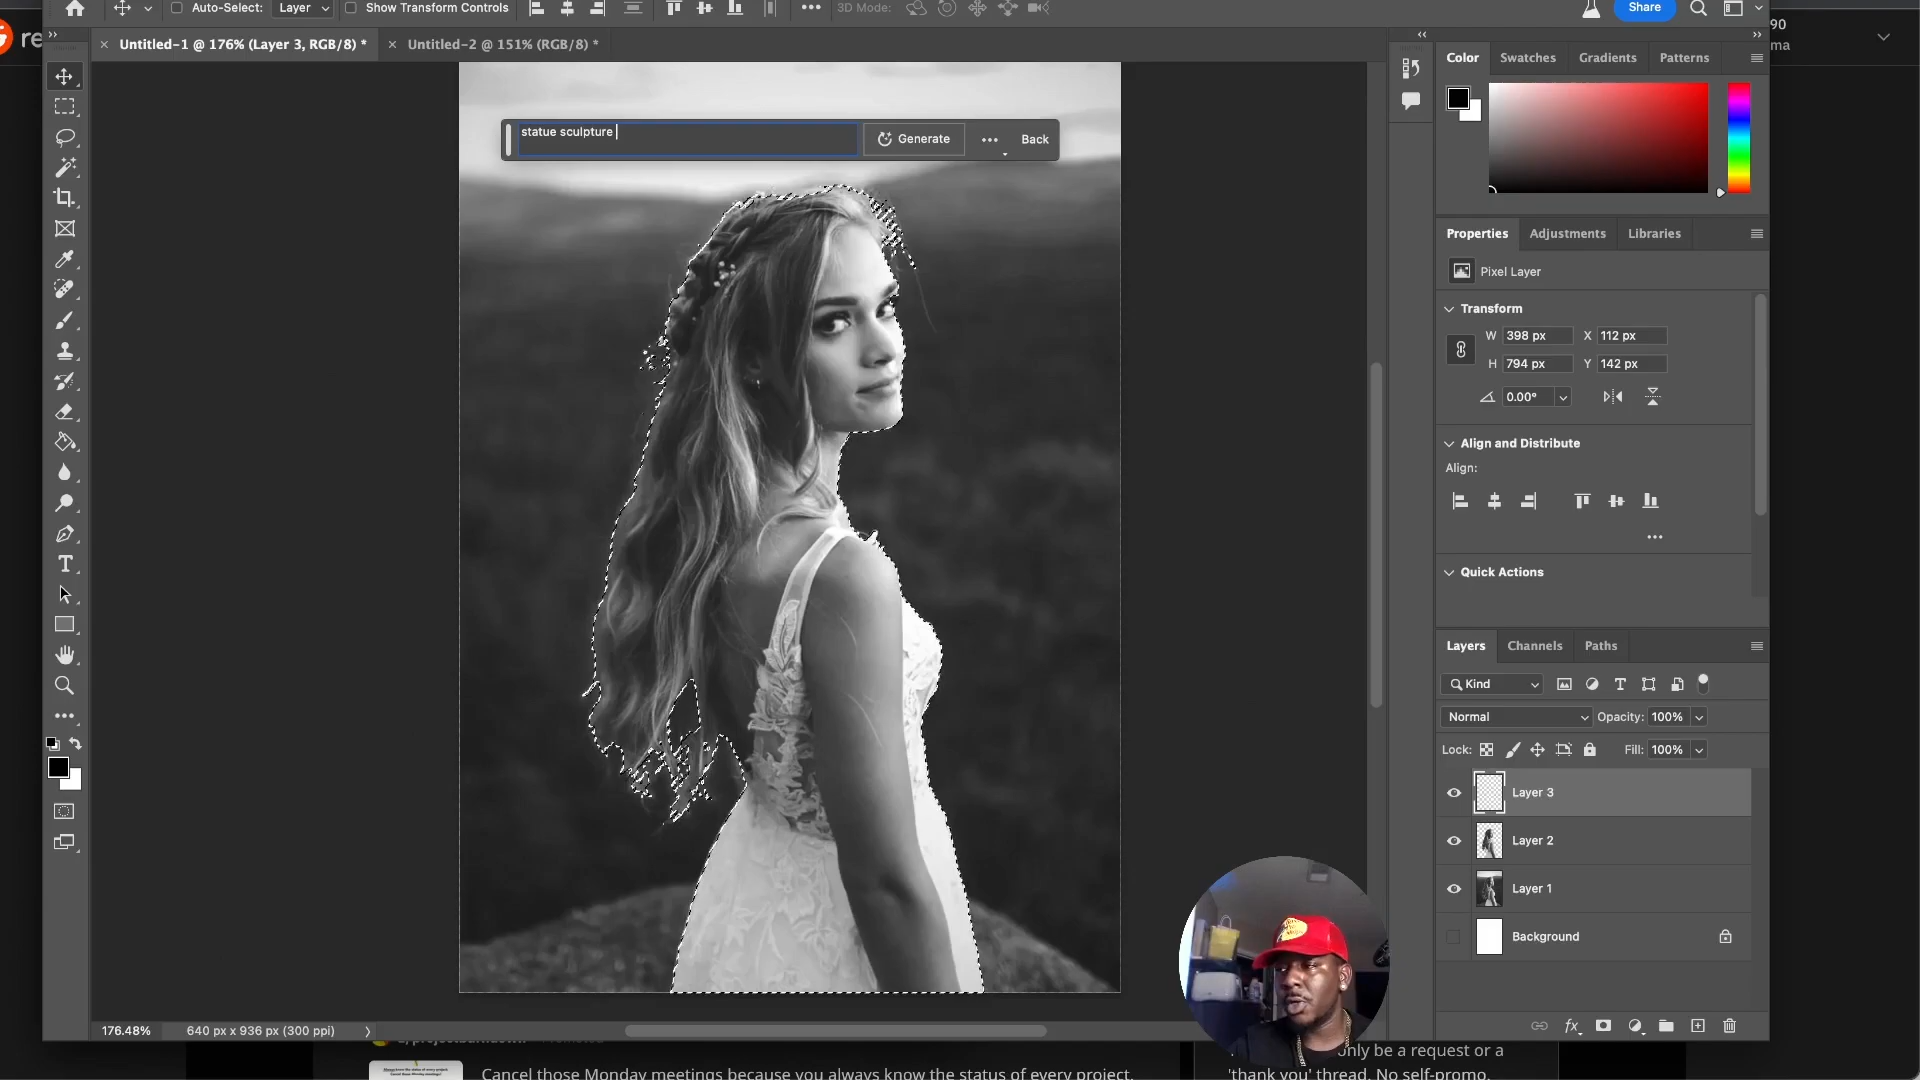 re
Auto-Select:
Layer
Show Transform Controls
3D Mode:
Share
90
ma
Untitled-1 @ 176% (Layer 3, RGB/8) *
Untitled-2 @ 151% (RGB/8) *
statue sculpture
Generate
Back
Color
Swatches
Gradients
Patterns
Properties
Adjustments
Libraries
Pixel Layer
Transform
W 398 px
X 112 px
H 794 px
Y 142 px
0.00°
Align and Distribute
Align:
Quick Actions
Layers
Channels
Paths
Kind
Normal
Opacity: 100%
Lock:
Fill: 100%
Layer 3
Layer 2
Layer 1
Background
176.48%
640 px x 936 px (300 ppi)
only be a request or a
Cancel those Monday meetings because you always know the status of every project.
'thank you' thread. No self-promo.